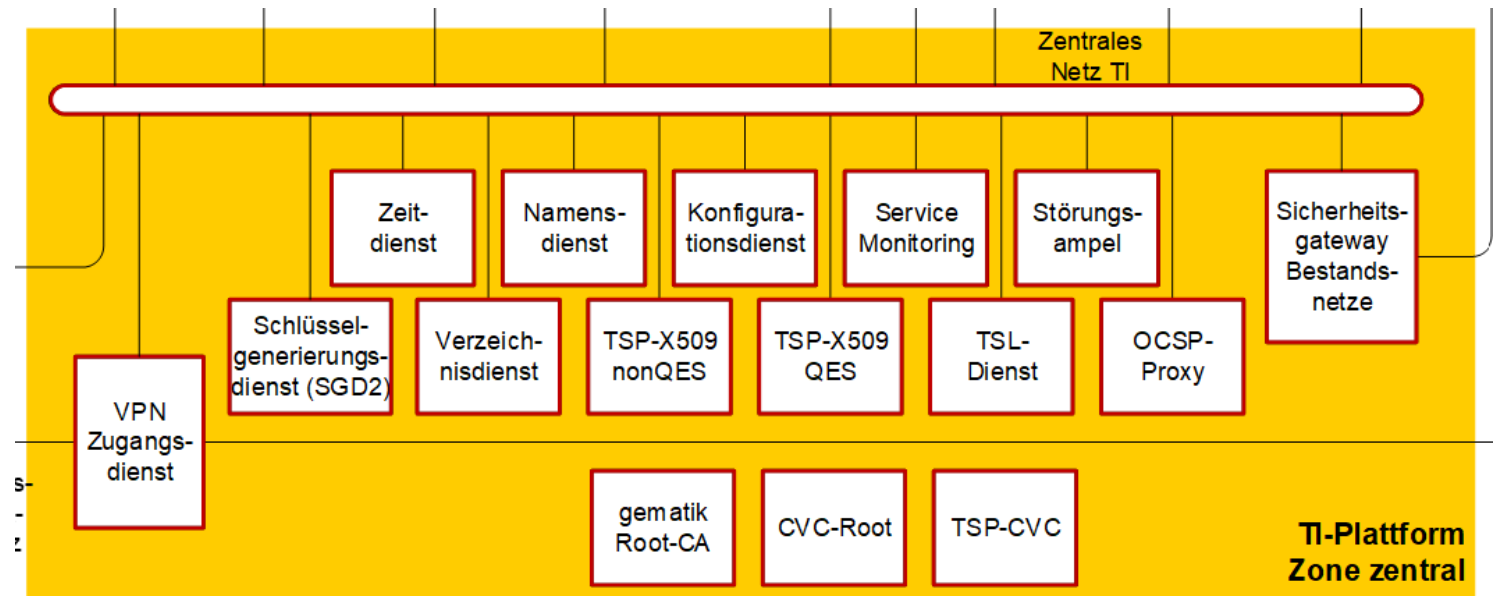 Zentrales
Netz TI
Zeit-
dienst
Namens-
dienst
Konfigura-
tionsdienst
Service
Monitoring
Störungs-
ampel
Sicherheits-
gateway
Bestands-
netze
Schlüssel-
generierungs-
dienst (SGD2)
Verzeich-
nisdienst
TSP-X509
nonQES
TSP-X509
QES
TSL-
Dienst
OCSP-
Proxy
VPN
Zugangs-
dienst
s-
-
z
gematik
Root-CA
CVC-Root
TSP-CVC
TI-Plattform
Zone zentral